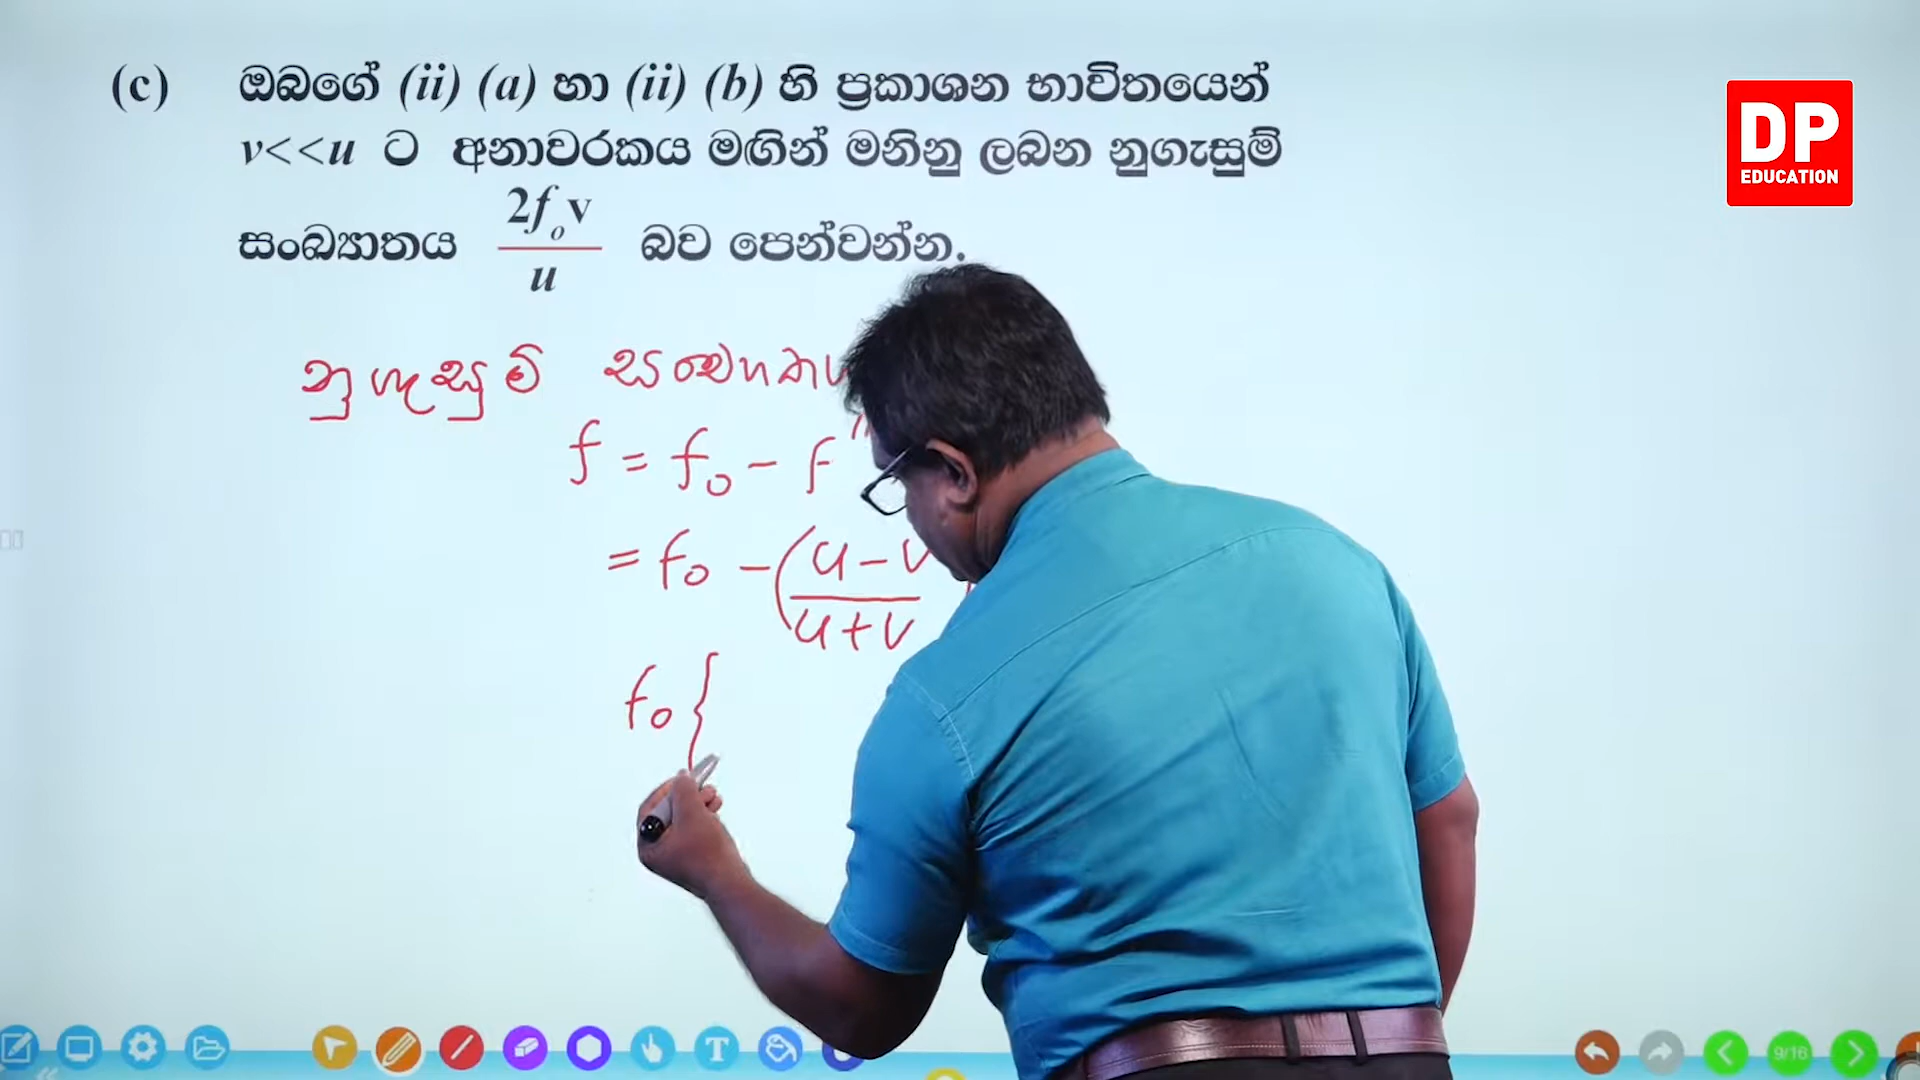 (c) ඔබගේ (ii) (a) හා (ii) (b) හි ප්‍රකාශන භාවිතයෙන්
v<<u ට අනාවරකය මඟින් මනිනු ලබන නුගැසුම්
සංඛ්‍යාතය 2fₒv/u බව පෙන්වන්න.
DP
EDUCATION
නුගැසුම්
f = f₀ - f
= f₀ - (u-v/u+v
f₀ {
T
9/16